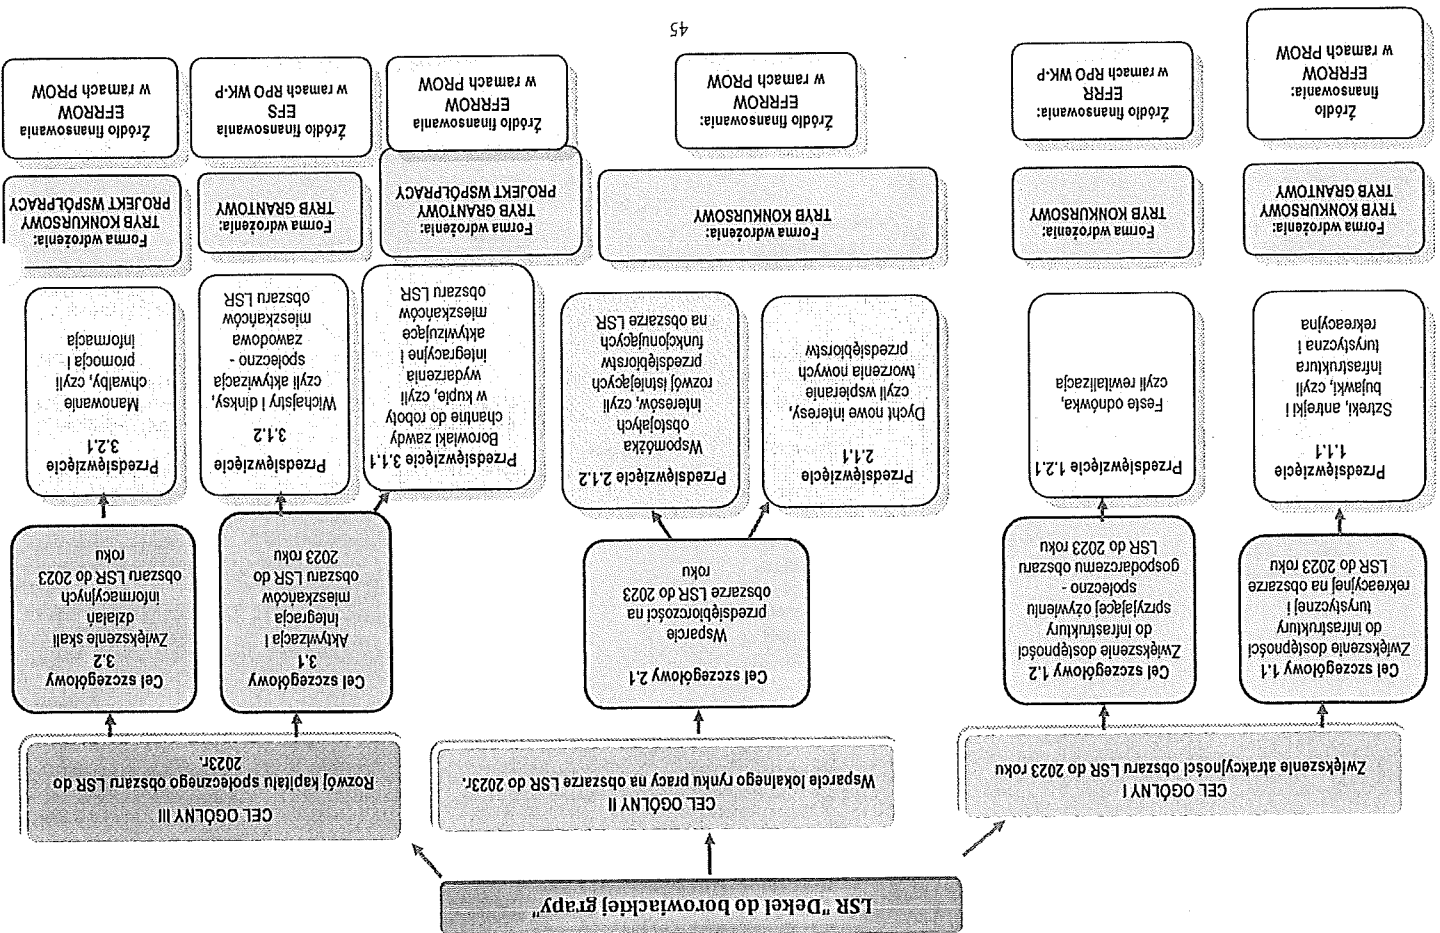 LSR "Dekel do borowiackiej grapy"
CEL OGÓLNY I
Zwiększenie atrakcyjności obszaru LSR do 2023 roku
CEL OGÓLNY II
Wsparcie lokalnego rynku pracy na obszarze LSR do 2023r.
CEL OGÓLNY III
Rozwój kapitału społecznego obszaru LSR do
2023r.
Cel szczegółowy 1.1
Zwiększenie dostępności
do infrastruktury
turystycznej i
rekreacyjnej na obszarze
LSR do 2023 roku
Cel szczegółowy 1.2
Zwiększenie dostępności
do infrastruktury
sprzyjającej ożywieniu
społeczno -
gospodarczemu obszaru
LSR do 2023 roku
Cel szczegółowy 2.1
Wsparcie
przedsiębiorczości na
obszarze LSR do 2023
roku
Cel szczegółowy
3.1
Aktywizacja i
integracja
mieszkańców
obszaru LSR do
2023 roku
Cel szczegółowy
3.2
Zwiększenie skali
działań
informacyjnych
obszaru LSR do 2023
roku
Przedsięwzięcie
1.1.1
Sztreki, antrejki i
bujawki, czyli
infrastruktura
turystyczna i
rekreacyjna
Przedsięwzięcie 1.2.1
Feste odnówka,
czyli rewitalizacja
Przedsięwzięcie
2.1.1
Dycht nowe interesy,
czyli wspieranie
tworzenia nowych
przedsiębiorstw
Przedsięwzięcie 2.1.2
Wspomóżka
obstojałych
interesów, czyli
rozwój istniejących
przedsiębiorstw
funkcjonujących
na obszarze LSR
Przedsięwzięcie 3.1.1
Borowiaki zawdy
chantne do roboty
w kupie, czyli
wydarzenia
integracyjne i
aktywizujące
mieszkańców
obszaru LSR
Przedsięwzięcie
3.1.2
Wichajstry i dinksy,
czyli aktywizacja
społeczno -
zawodowa
mieszkańców
obszaru LSR
Przedsięwzięcie
3.2.1
Manowanie
chwalby, czyli
promocja i
informacja
Forma wdrożenia:
TRYB KONKURSOWY
TRYB GRANTOWY
Forma wdrożenia:
TRYB KONKURSOWY
Forma wdrożenia:
TRYB KONKURSOWY
Forma wdrożenia:
TRYB GRANTOWY
PROJEKT WSPÓŁPRACY
Forma wdrożenia:
TRYB GRANTOWY
Forma wdrożenia:
TRYB KONKURSOWY
PROJEKT WSPÓŁPRACY
Źródło
finansowania:
EFRROW
w ramach PROW
Źródło finansowania:
EFRR
w ramach RPO WK-P
Źródło finansowania:
EFRROW
w ramach PROW
Źródło finansowania
EFRROW
w ramach PROW
Źródło finansowania
EFS
w ramach RPO WK-P
Źródło finansowania
EFRROW
w ramach PROW
45